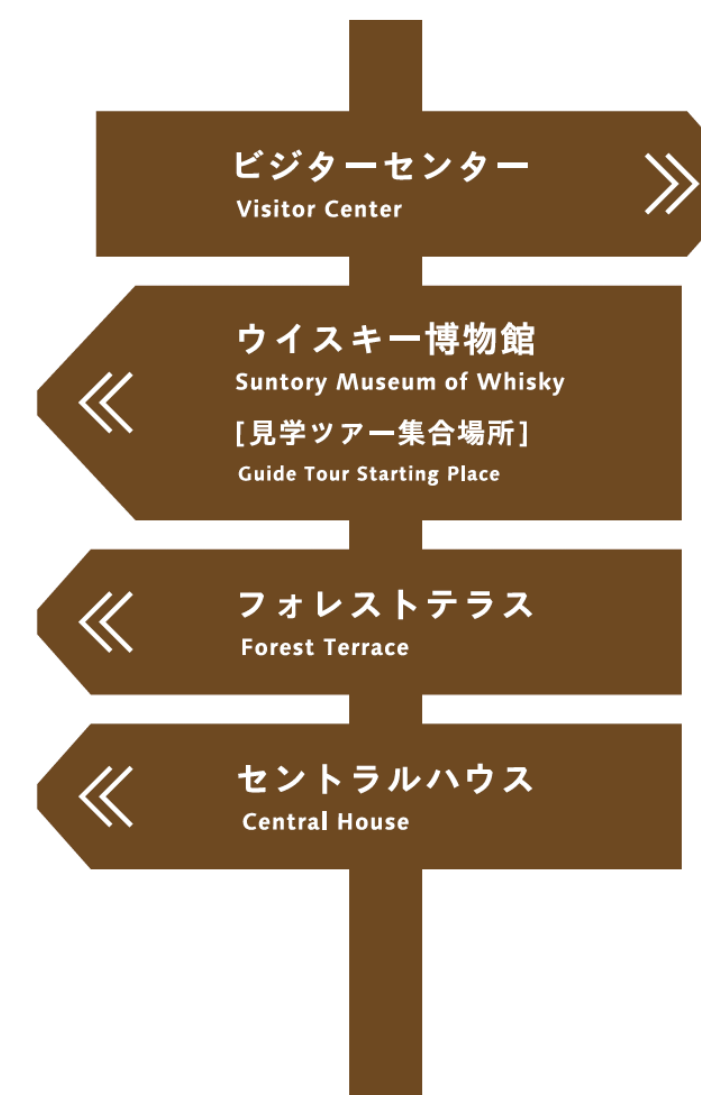 ビジターセンター
Visitor Center
ウイスキー博物館
Suntory Museum of Whisky
[見学ツアー集合場所]
Guide Tour Starting Place
フォレストテラス
Forest Terrace
セントラルハウス
Central House